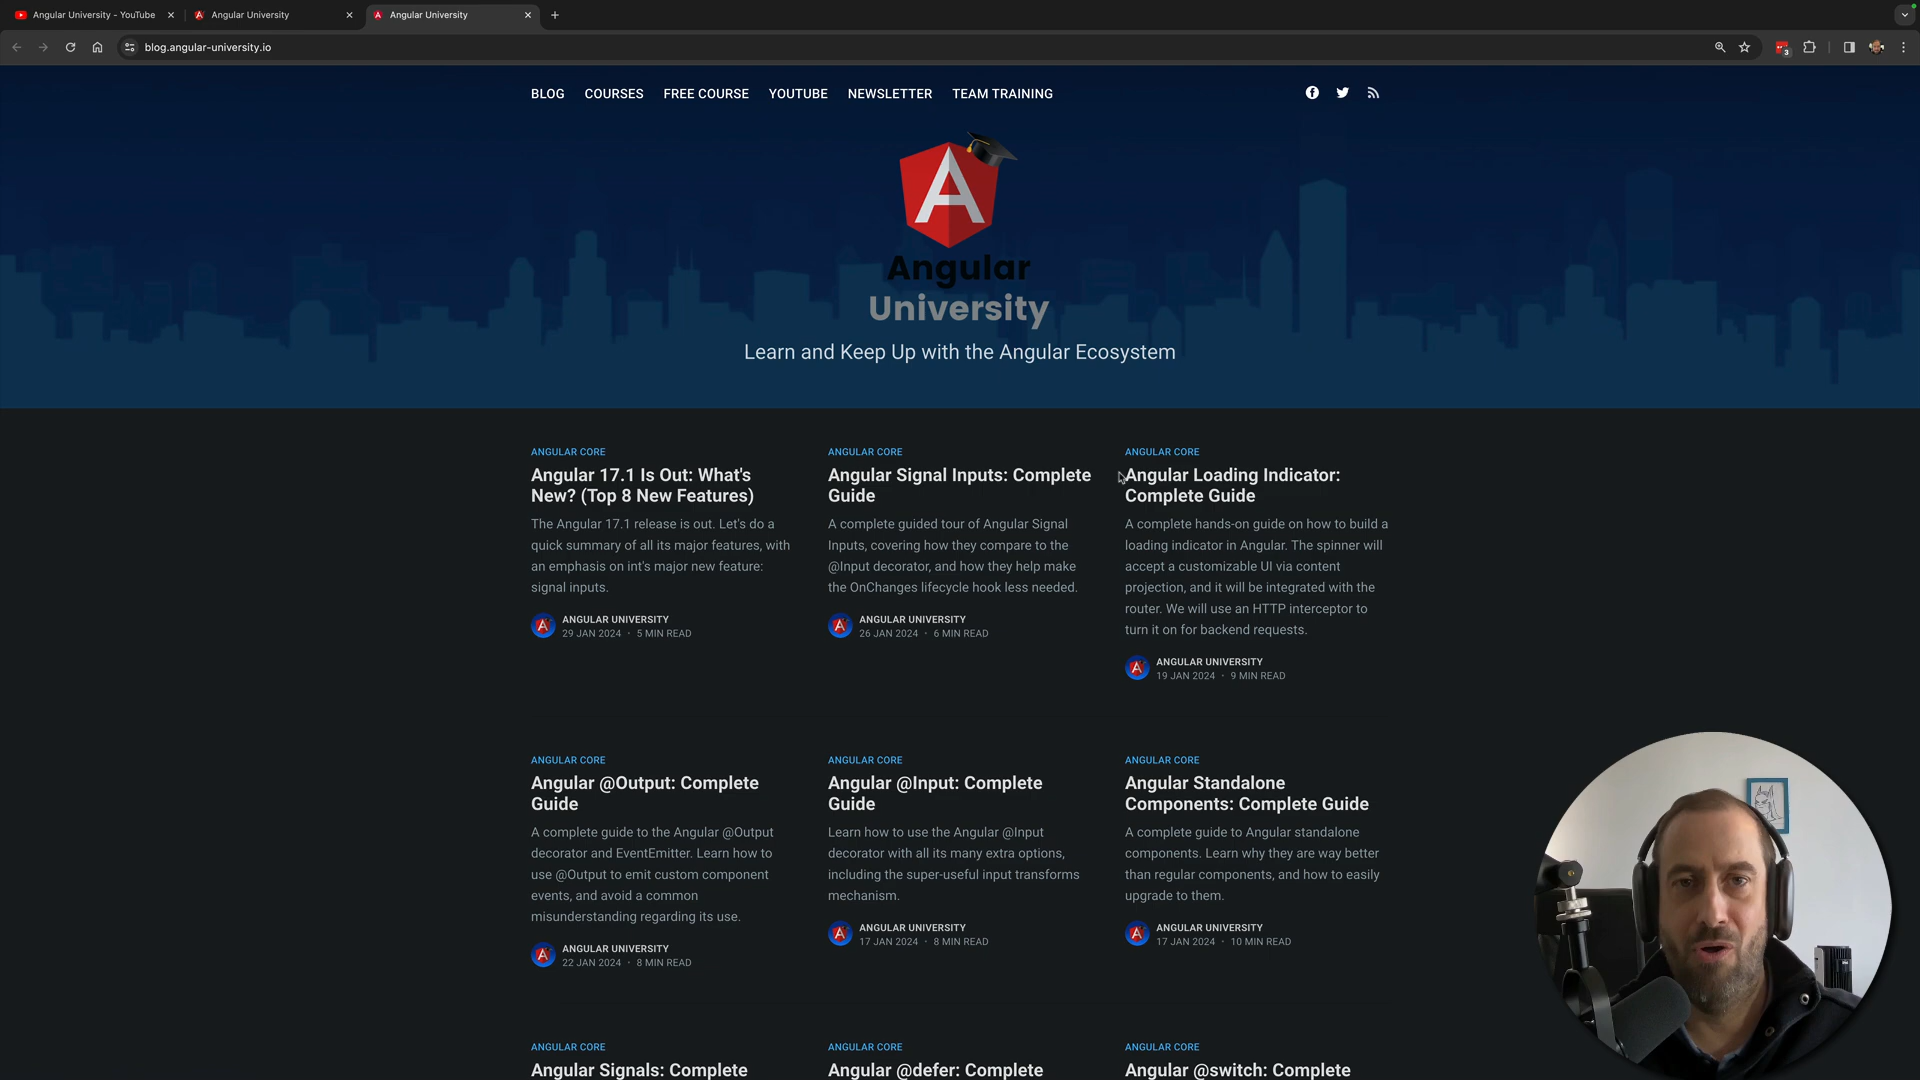 Angular University - YouTube
Angular University
Angular University
blog.angular-university.io
3
BLOG COURSES FREE COURSE YOUTUBE NEWSLETTER TEAM TRAINING
Angular
University
Learn and Keep Up with the Angular Ecosystem
ANGULAR CORE
Angular 17.1 Is Out: What's
New? (Top 8 New Features)
The Angular 17.1 release is out. Let's do a
quick summary of all its major features, with
an emphasis on int's major new feature:
signal inputs.
ANGULAR UNIVERSITY
29 JAN 2024 • 5 MIN READ
ANGULAR CORE
Angular Signal Inputs: Complete
Guide
A complete guided tour of Angular Signal
Inputs, covering how they compare to the
@Input decorator, and how they help make
the OnChanges lifecycle hook less needed.
ANGULAR UNIVERSITY
26 JAN 2024 • 6 MIN READ
ANGULAR CORE
Angular Loading Indicator:
Complete Guide
A complete hands-on guide on how to build a
loading indicator in Angular. The spinner will
accept a customizable UI via content
projection, and it will be integrated with the
router. We will use an HTTP interceptor to
turn it on for backend requests.
ANGULAR UNIVERSITY
19 JAN 2024 • 9 MIN READ
ANGULAR CORE
Angular @Output: Complete
Guide
A complete guide to the Angular @Output
decorator and EventEmitter. Learn how to
use @Output to emit custom component
events, and avoid a common
misunderstanding regarding its use.
ANGULAR UNIVERSITY
22 JAN 2024 • 8 MIN READ
ANGULAR CORE
Angular @Input: Complete
Guide
Learn how to use the Angular @Input
decorator with all its many extra options,
including the super-useful input transforms
mechanism.
ANGULAR UNIVERSITY
17 JAN 2024 • 8 MIN READ
ANGULAR CORE
Angular Standalone
Components: Complete Guide
A complete guide to Angular standalone
components. Learn why they are way better
than regular components, and how to easily
upgrade to them.
ANGULAR UNIVERSITY
17 JAN 2024 • 10 MIN READ
ANGULAR CORE
Angular Signals: Complete
ANGULAR CORE
Angular @defer: Complete
ANGULAR CORE
Angular @switch: Complete